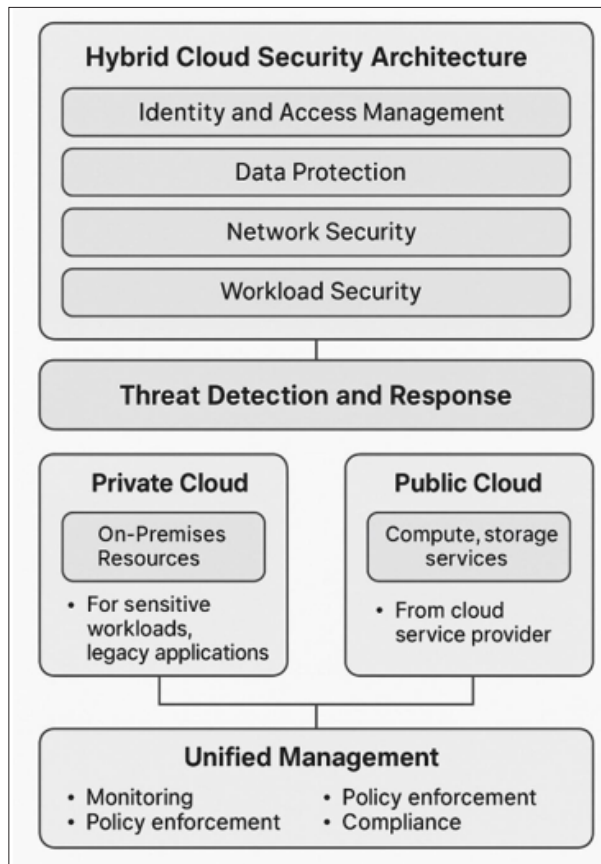 Hybrid Cloud Security Architecture
Identity and Access Management
Data Protection
Network Security
Workload Security
Threat Detection and Response
Private Cloud
On-Premises
Resources
• For sensitive
workloads,
legacy applications
Public Cloud
Compute, storage
services
• From cloud
service provider
Unified Management
• Monitoring
• Policy enforcement
• Policy enforcement
• Compliance